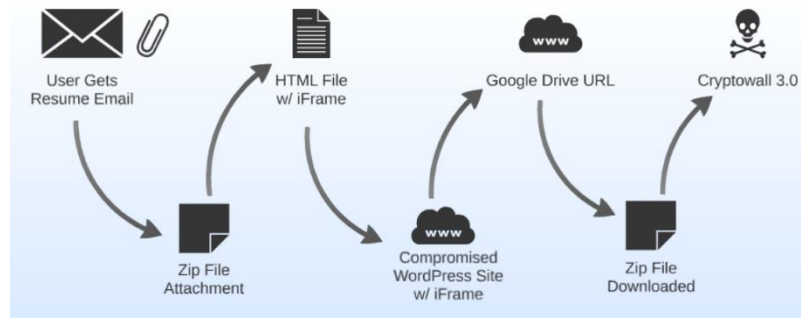 User Gets
Resume Email
Zip File
Attachment
HTML File
w/ iFrame
www
Compromised
WordPress Site
w/ iFrame
www
Google Drive URL
Zip File
Downloaded
Cryptowall 3.0